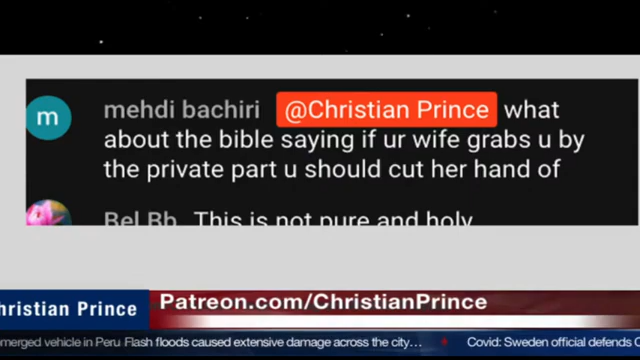 m
mehdi bachiri @Christian Prince what
about the bible saying if ur wife grabs u by
the private part u should cut her hand of
Bel Bb This is not pure and holy
hristian Prince
Patreon.com/ChristianPrince
merged vehicle in Peru Flash floods caused extensive damage across the city… Covid: Sweden official defends